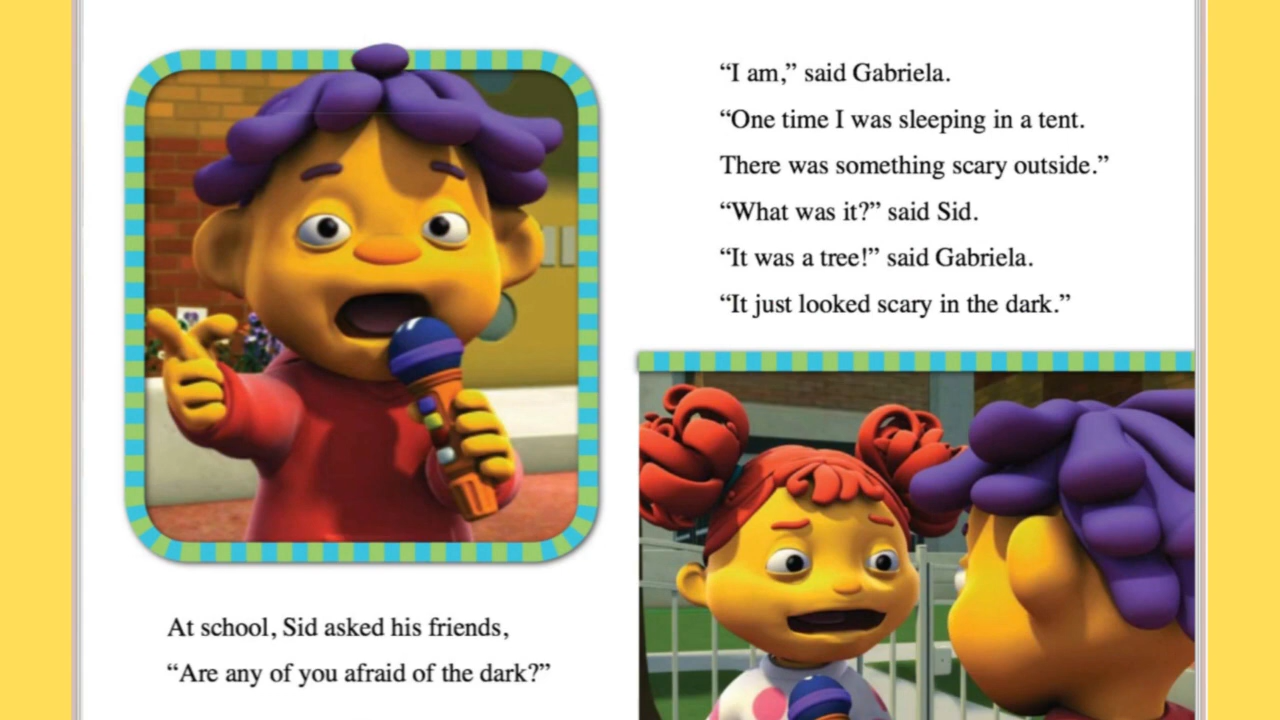 At school, Sid asked his friends,
“Are any of you afraid of the dark?”
“I am,” said Gabriela.
“One time I was sleeping in a tent.
There was something scary outside.”
“What was it?” said Sid.
“It was a tree!” said Gabriela.
“It just looked scary in the dark.”